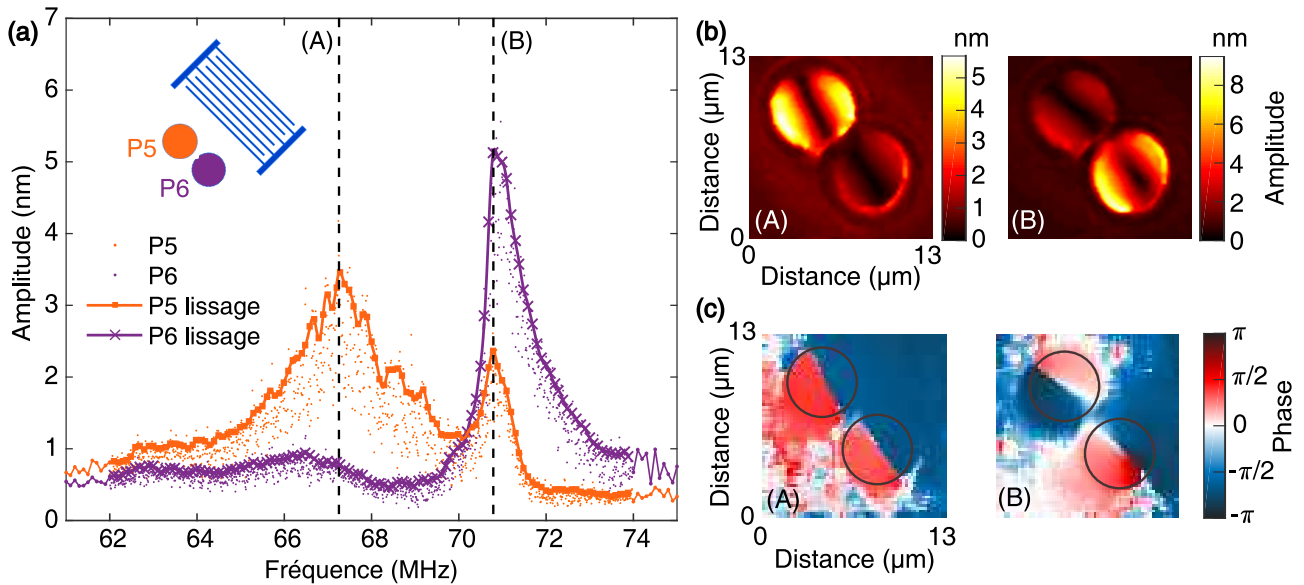 (a)
7
6
5
4
3
2
1
0
Amplitude (nm)
(A)
(B)
P5
P6
P5
P6
P5 lissage
P6 lissage
62
64
66
68
70
72
74
Fréquence (MHz)
(b)
nm
nm
13
Distance (µm)
0
(A)
5
4
3
2
1
0
(B)
8
6
4
2
0
Amplitude
0
13
Distance (µm)
(c)
13
Distance (µm)
0
(A)
(B)
π
π/2
0
-π/2
-π
Phase
0
13
Distance (µm)